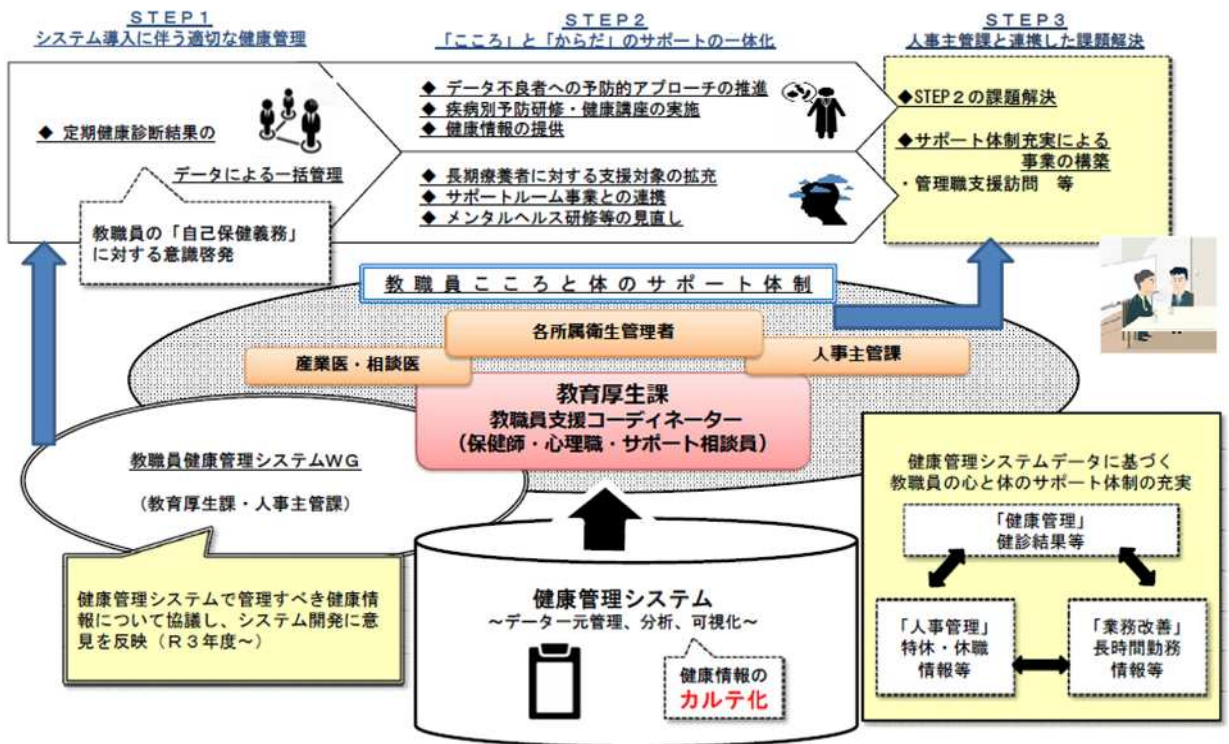 STEP1
システム導入に伴う適切な健康管理
STEP2
「こころ」と「からだ」のサポートの一体化
STEP3
人事主管課と連携した課題解決
◆ 定期健康診断結果の
データによる一括管理
教職員の「自己保健義務」
に対する意識啓発
◆ データ不良者への予防的アプローチの推進
◆ 疾病別予防研修・健康講座の実施
◆ 健康情報の提供
◆ 長期療養者に対する支援対象の拡充
◆ サポートルーム事業との連携
◆ メンタルヘルス研修等の見直し
◆STEP2の課題解決
◆サポート体制充実による
事業の構築
・管理職支援訪問 等
教職員こころと体のサポート体制
各所属衛生管理者
産業医・相談医
人事主管課
教育厚生課
教職員支援コーディネーター
(保健師・心理職・サポート相談員)
教職員健康管理システムWG
(教育厚生課・人事主管課)
健康管理システムで管理すべき健康情
報について協議し、システム開発に意
見を反映(R3年度~)
健康管理システム
~データ一元管理、分析、可視化~
健康情報の
カルテ化
健康管理システムデータに基づく
教職員の心と体のサポート体制の充実
「健康管理」
健診結果等
「人事管理」
特休・休職
情報等
「業務改善」
長時間勤務
情報等